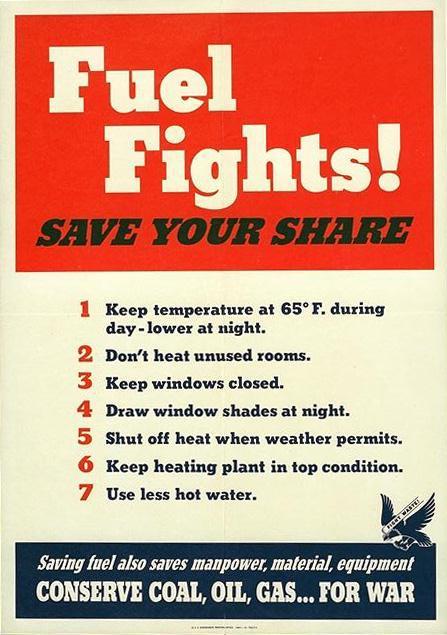 Fuel
Fights!
SAVE YOUR SHARE
1 Keep temperature at 65° F. during
day - lower at night.
2 Don't heat unused rooms.
3 Keep windows closed.
4 Draw window shades at night.
5 Shut off heat when weather permits.
6 Keep heating plant in top condition.
7 Use less hot water.
FIGHT WASTE!
Saving fuel also saves manpower, material, equipment
CONSERVE COAL, OIL, GAS... FOR WAR